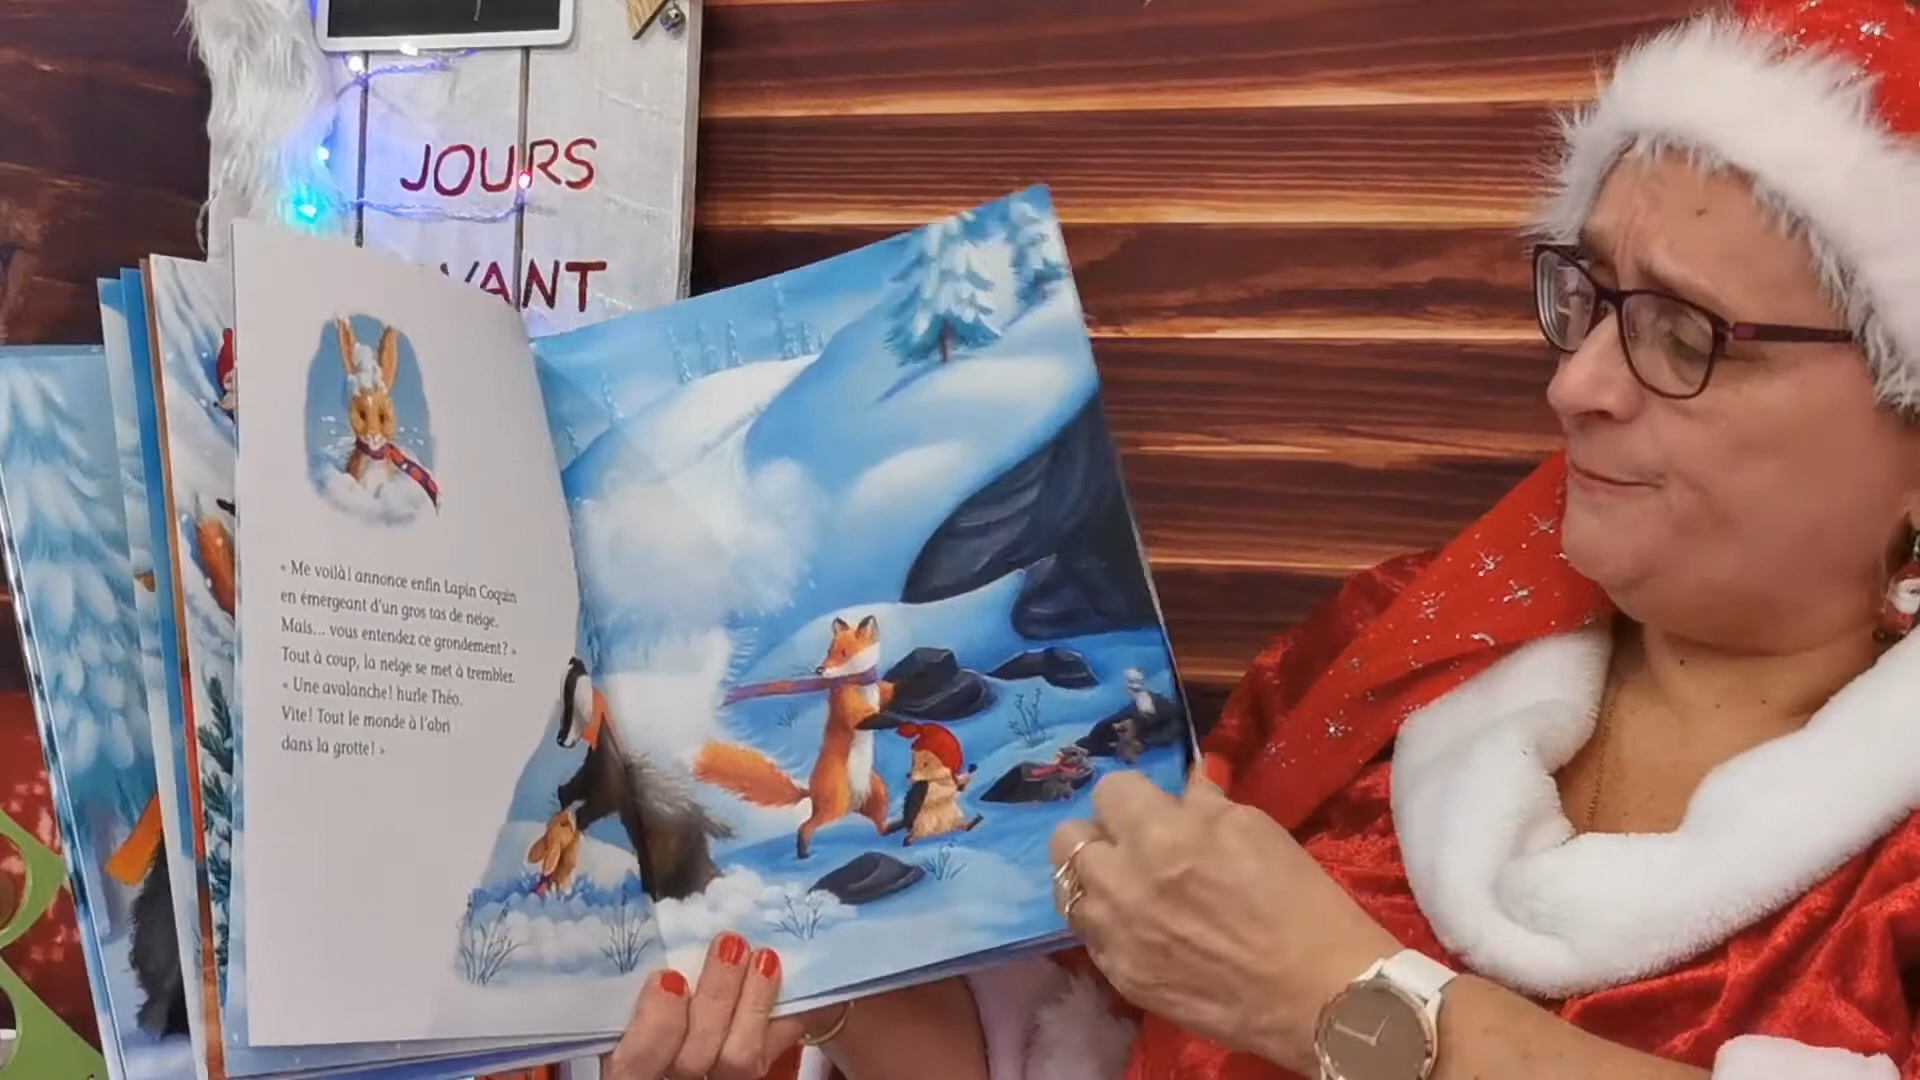 JOURS
VANT
« Me voilà! annonce enfin Lapin Coquin
en émergeant d'un gros tas de neige.
Mais... vous entendez ce grondement? »
Tout à coup, la neige se met à trembler.
« Une avalanche! hurle Théo.
Vite! Tout le monde à l'abri
dans la grotte! »